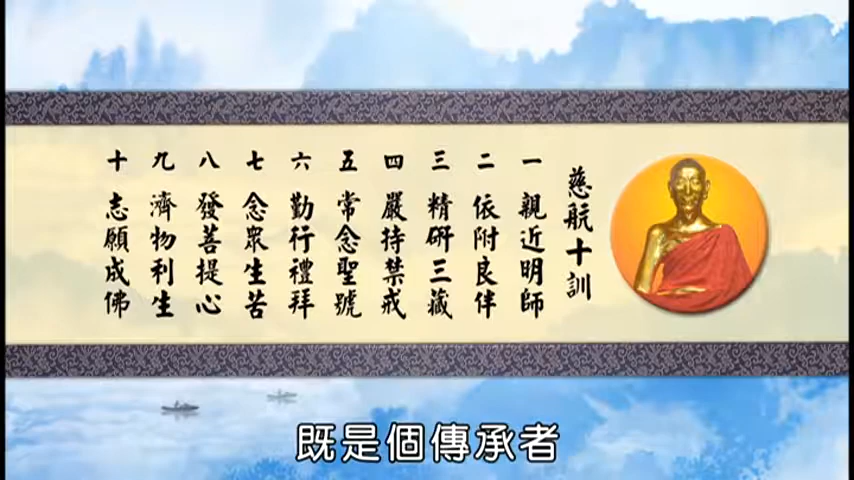 慈航十訓
一 親近明師
二 依附良伴
三 精研三藏
四 嚴持禁戒
五 常念聖號
六 勤行禮拜
七 念眾生苦
八 發菩提心
九 濟物利生
十 志願成佛
既是個傳承者